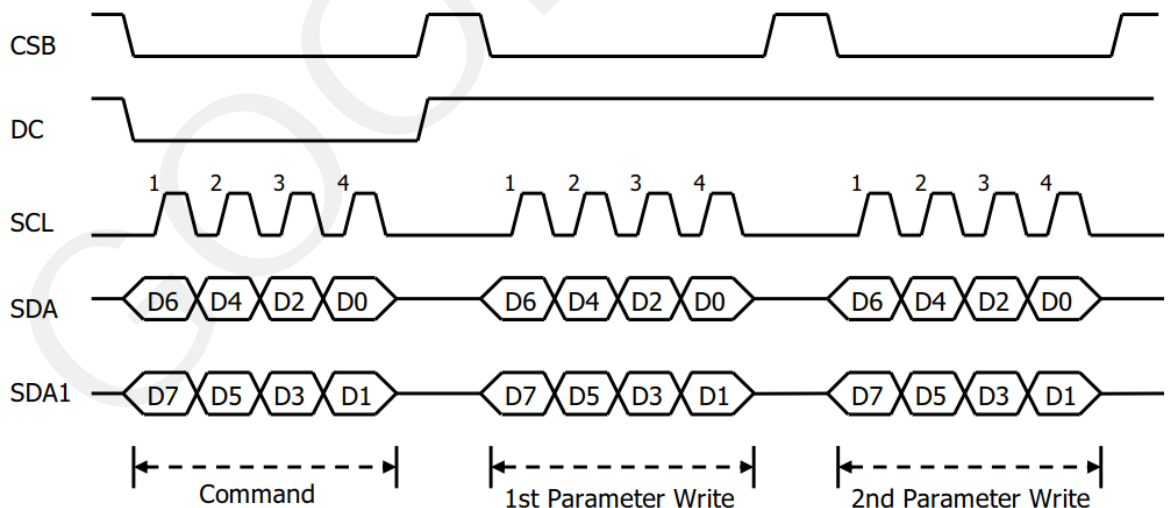 CSB
DC
1 2 3 4 1 2 3 4 1 2 3 4
SCL
SDA D6 D4 D2 D0 D6 D4 D2 D0 D6 D4 D2 D0
SDA1 D7 D5 D3 D1 D7 D5 D3 D1 D7 D5 D3 D1
Command 1st Parameter Write 2nd Parameter Write